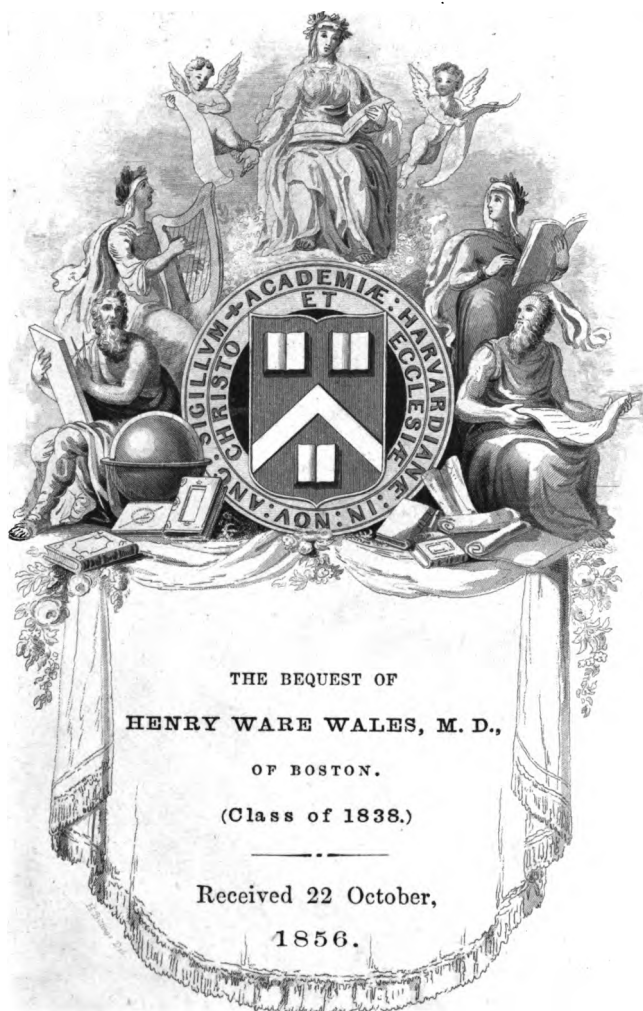 SIGILLVM ✢ ACADEMIÆ : HARVARDIANÆ : IN : NOV : ANG :
CHRISTO ET ECCLESIÆ
THE BEQUEST OF
HENRY WARE WALES, M. D.,
OF BOSTON.
(Class of 1838.)
Received 22 October,
1856.